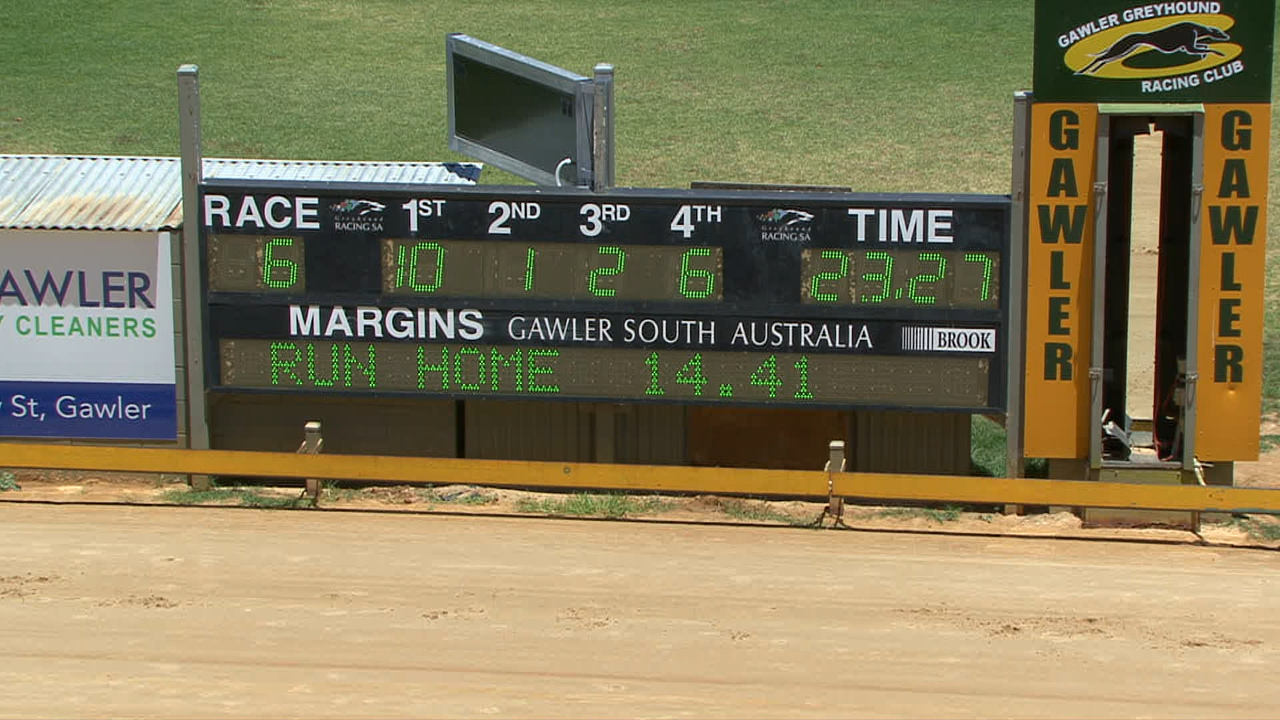 GAWLER GREYHOUND
RACING CLUB
GAWLER
GAWLER
RACE 1ST 2ND 3RD 4TH TIME
Greyhound
RACING SA
Greyhound
RACING SA
6 10 1 2 6 23.27
MARGINS GAWLER SOUTH AUSTRALIA BROOK
RUN HOME 14.41
AWLER
CLEANERS
St, Gawler